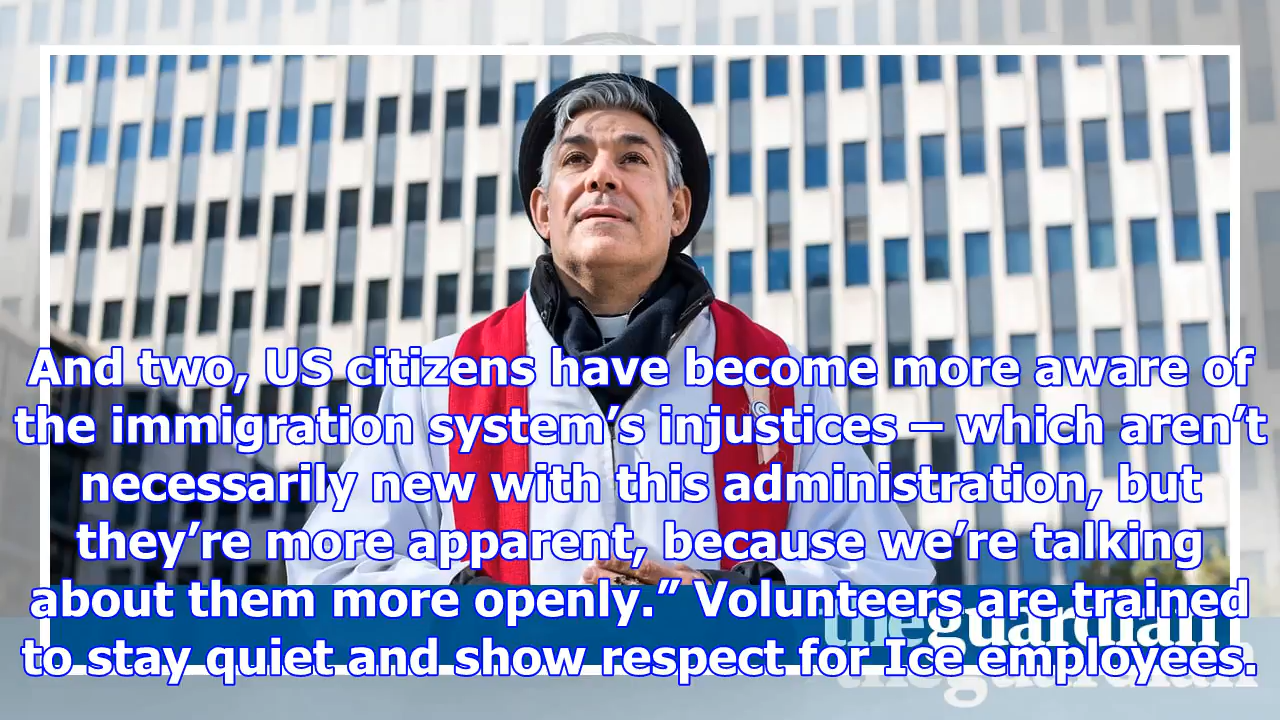 And two, US citizens have become more aware of
the immigration system’s injustices – which aren’t
necessarily new with this administration, but
they’re more apparent, because we’re talking
about them more openly.” Volunteers are trained
to stay quiet and show respect for Ice employees.
theguardian
theguardian